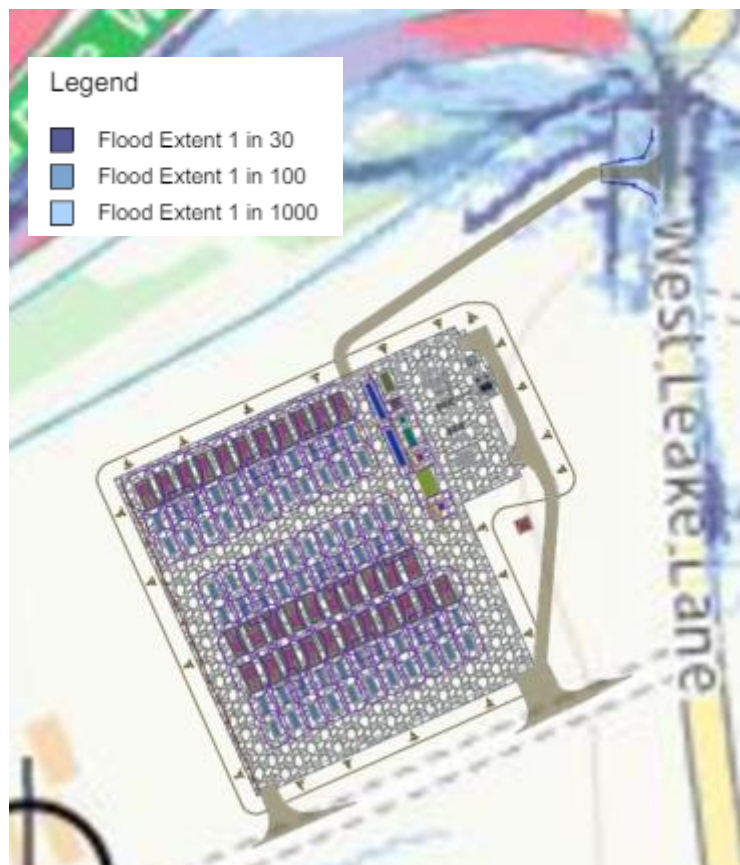 Legend
Flood Extent 1 in 30
Flood Extent 1 in 100
Flood Extent 1 in 1000
West Leake Lane